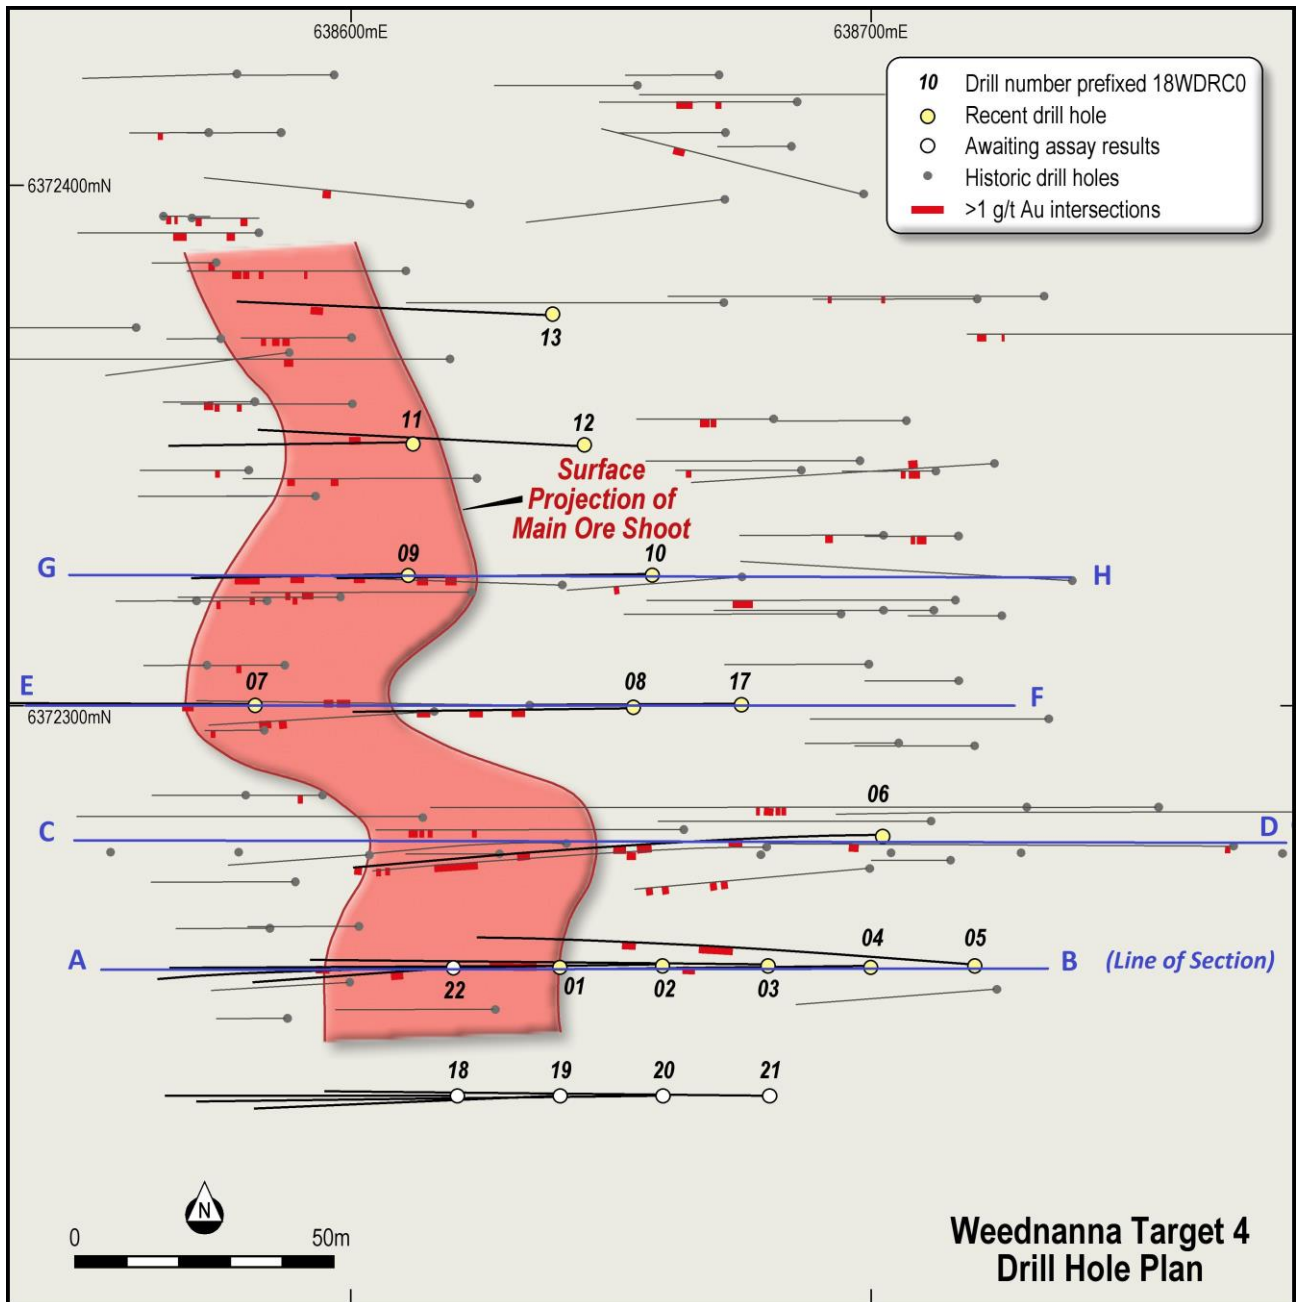 638600mE
638700mE
10 Drill number prefixed 18WDRC0
Recent drill hole
Awaiting assay results
Historic drill holes
>1 g/t Au intersections
6372400mN
13
11
12
Surface
Projection of
Main Ore Shoot
G
09
10
H
E
07
08
17
F
6372300mN
06
C
D
04
05
A
B (Line of Section)
22
01
02
03
18
19
20
21
N
0
50m
Weednanna Target 4
Drill Hole Plan